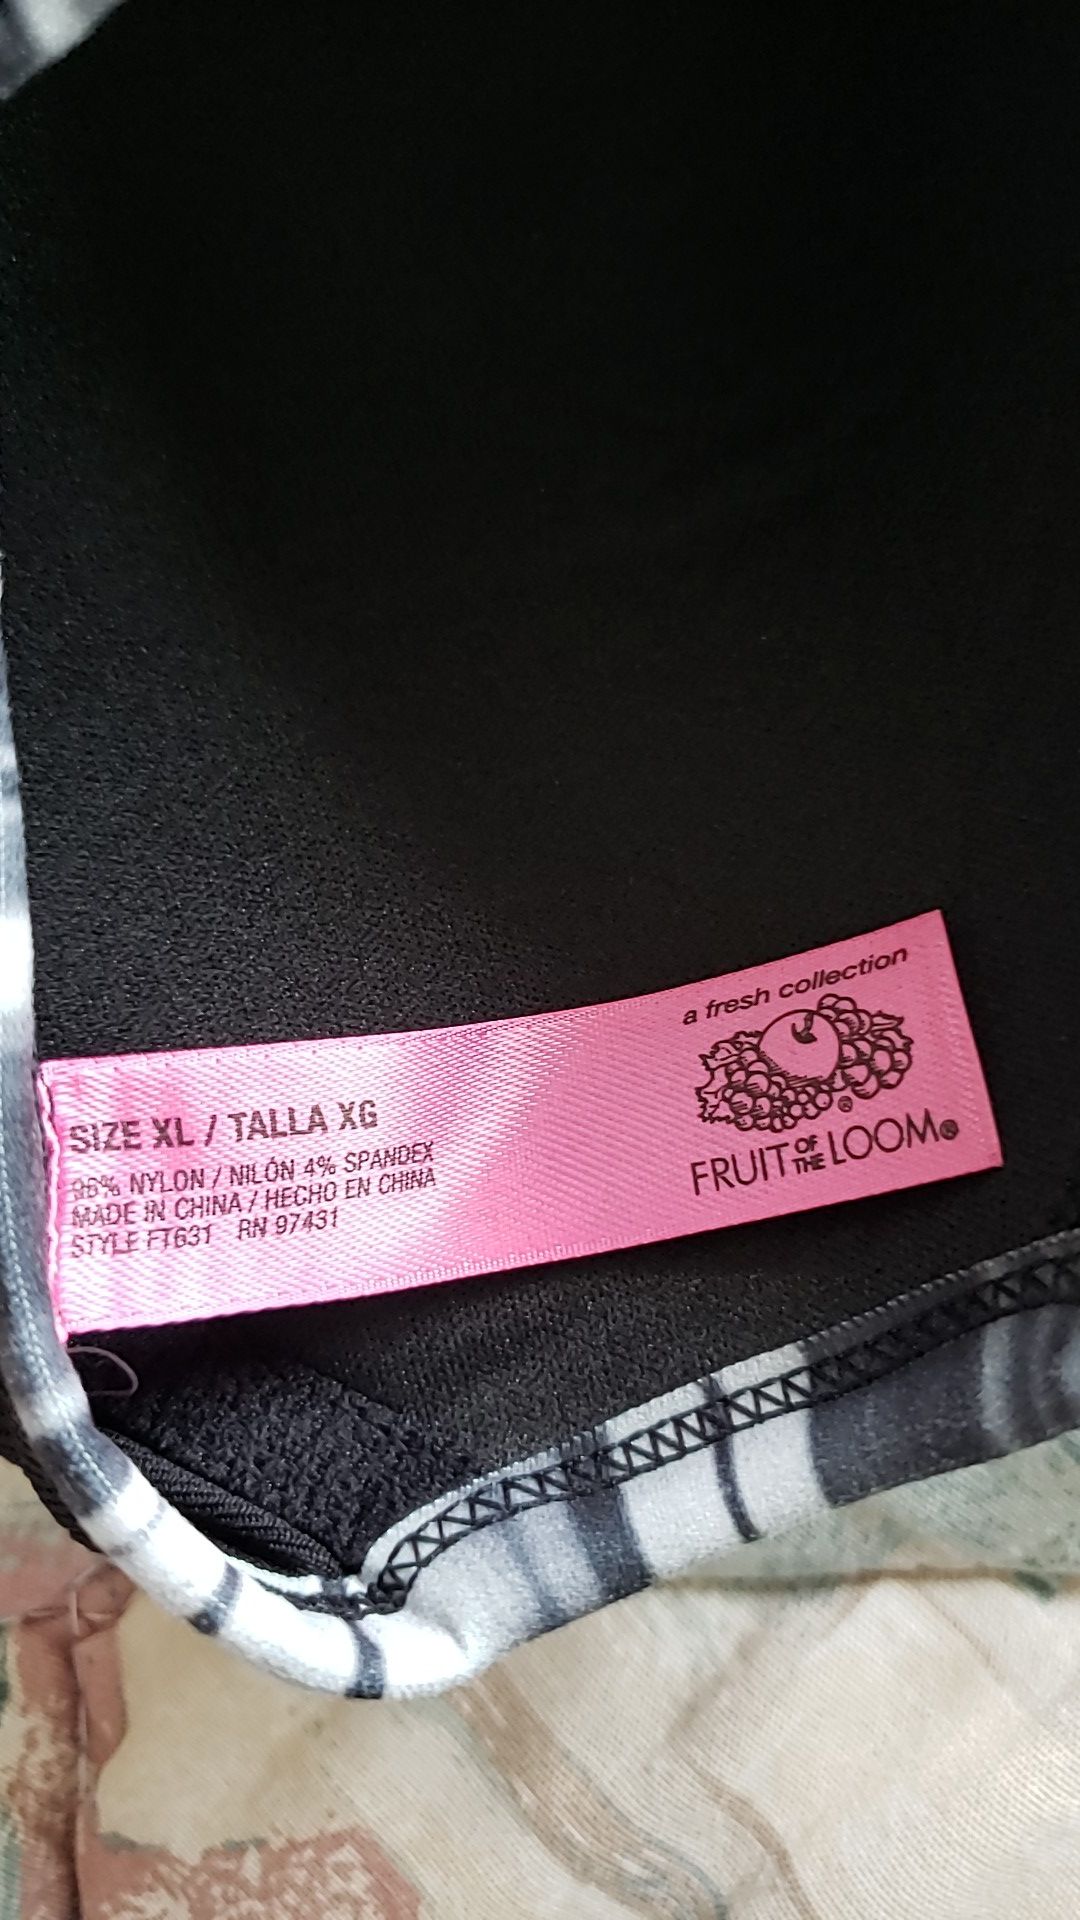 SIZE XL / TALLA XG
96% NYLON / NILÓN 4% SPANDEX
MADE IN CHINA / HECHO EN CHINA
STYLE FT631 RN 97431
a fresh collection
®
FRUIT OF THE LOOM®